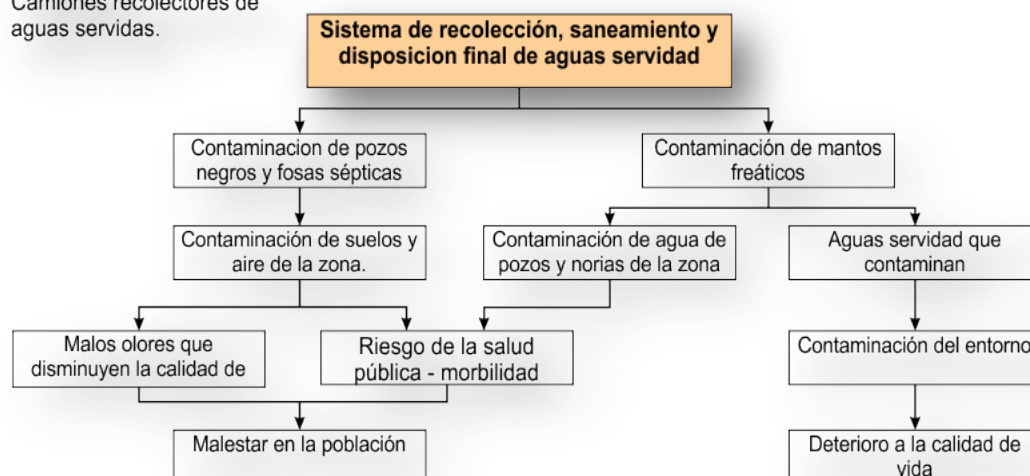 Camiones recolectores de
aguas servidas.
Sistema de recolección, saneamiento y
disposicion final de aguas servidad
Contaminacion de pozos
negros y fosas sépticas
Contaminación de mantos
freáticos
Contaminación de suelos y
aire de la zona.
Contaminación de agua de
pozos y norias de la zona
Aguas servidad que
contaminan
Malos olores que
disminuyen la calidad de
Riesgo de la salud
pública - morbilidad
Contaminación del entorno
Malestar en la población
Deterioro a la calidad de
vida